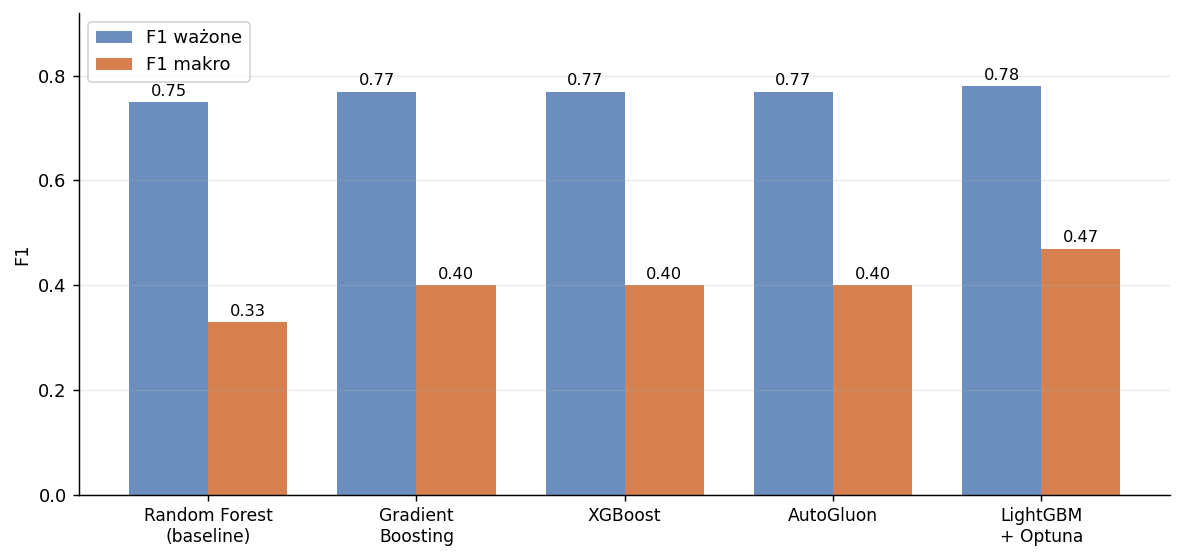 F1 ważone
F1 makro
0.75
0.77
0.77
0.77
0.78
0.33
0.40
0.40
0.40
0.47
F1
0.8
0.6
0.4
0.2
0.0
Random Forest
(baseline)
Gradient
Boosting
XGBoost
AutoGluon
LightGBM
+ Optuna